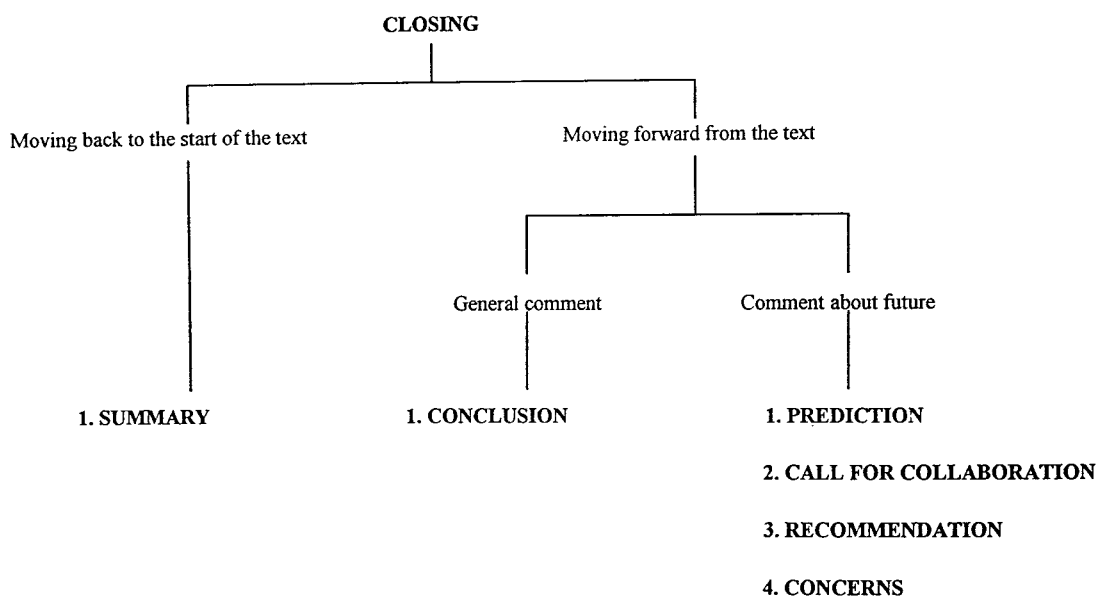 CLOSING
Moving back to the start of the text
Moving forward from the text
General comment
Comment about future
1. SUMMARY
1. CONCLUSION
1. PREDICTION
2. CALL FOR COLLABORATION
3. RECOMMENDATION
4. CONCERNS